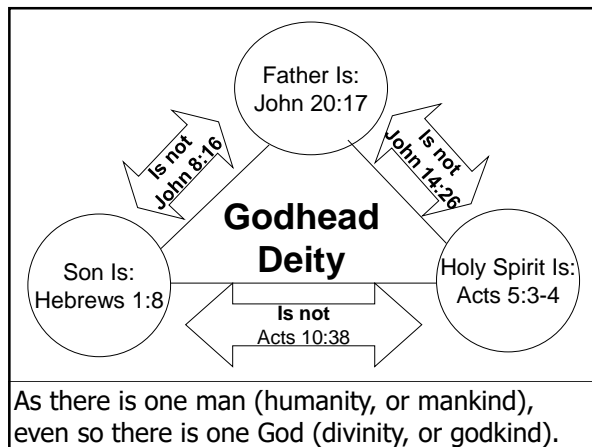 Father Is:
John 20:17
Is not
John 8:16
Is not
John 14:26
Godhead
Deity
Son Is:
Hebrews 1:8
Holy Spirit Is:
Acts 5:3-4
Is not
Acts 10:38
As there is one man (humanity, or mankind),
even so there is one God (divinity, or godkind).